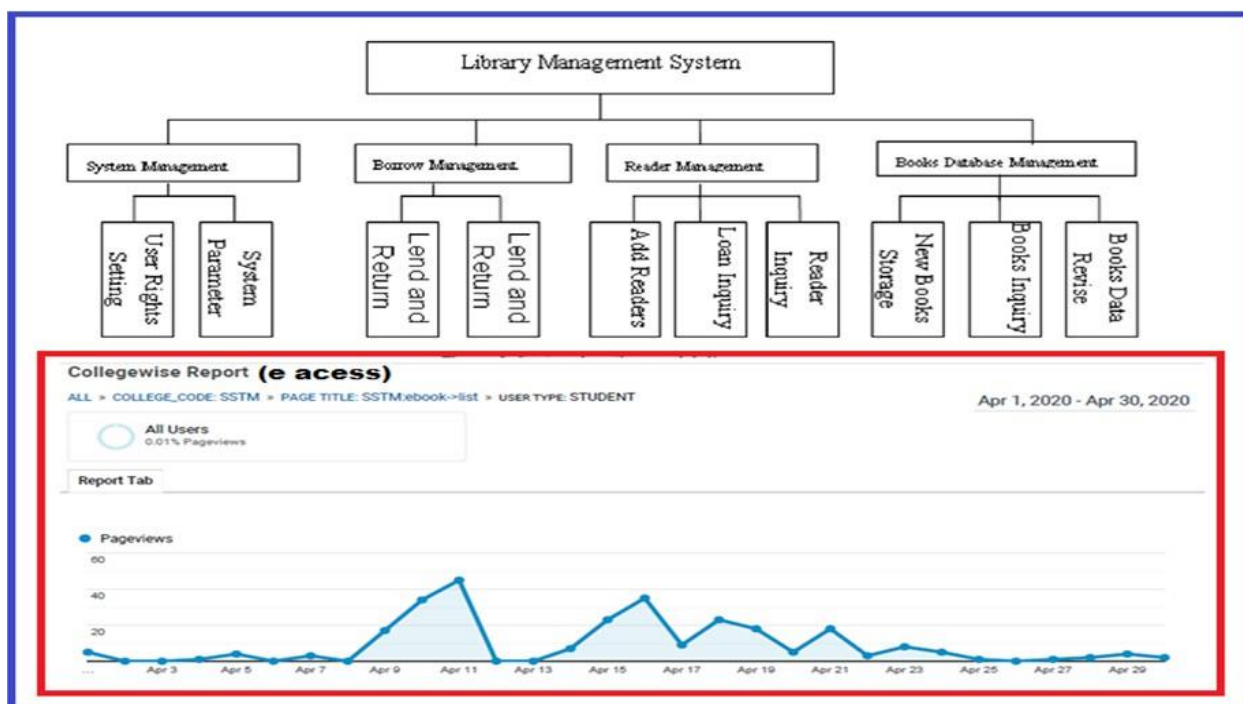 Library Management System
System Management
Borrow Management
Reader Management
Books Database Management
User Rights
Setting
System
Parameter
Lend and
Return
Lend and
Return
Add Readers
Loan Inquiry
Reader
Inquiry
New Books
Storage
Books Inquiry
Books Data
Revise
Collegewise Report (e acess)
ALL » COLLEGE_CODE: SSTM » PAGE TITLE: SSTM:ebook->list » USER TYPE: STUDENT
Apr 1, 2020 - Apr 30, 2020
All Users
0.01% Pageviews
Report Tab
Pageviews
60
40
20
... Apr 3 Apr 5 Apr 7 Apr 9 Apr 11 Apr 13 Apr 15 Apr 17 Apr 19 Apr 21 Apr 23 Apr 25 Apr 27 Apr 29